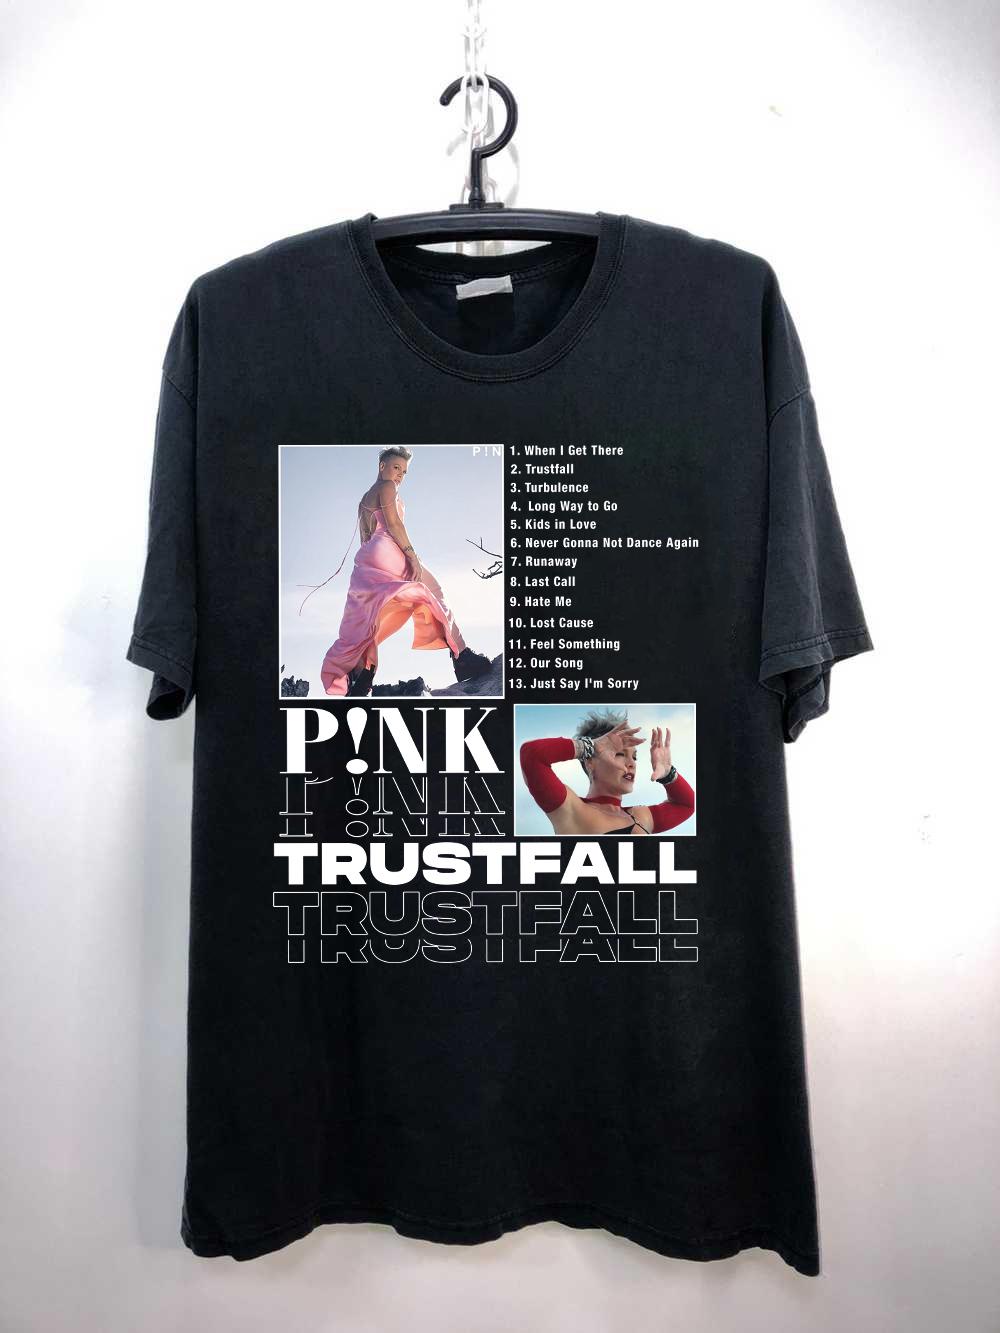 P!N
1. When I Get There
2. Trustfall
3. Turbulence
4. Long Way to Go
5. Kids in Love
6. Never Gonna Not Dance Again
7. Runaway
8. Last Call
9. Hate Me
10. Lost Cause
11. Feel Something
12. Our Song
13. Just Say I'm Sorry
P!NK
P!NK
TRUSTFALL
TRUSTFALL
TRUSTFALL